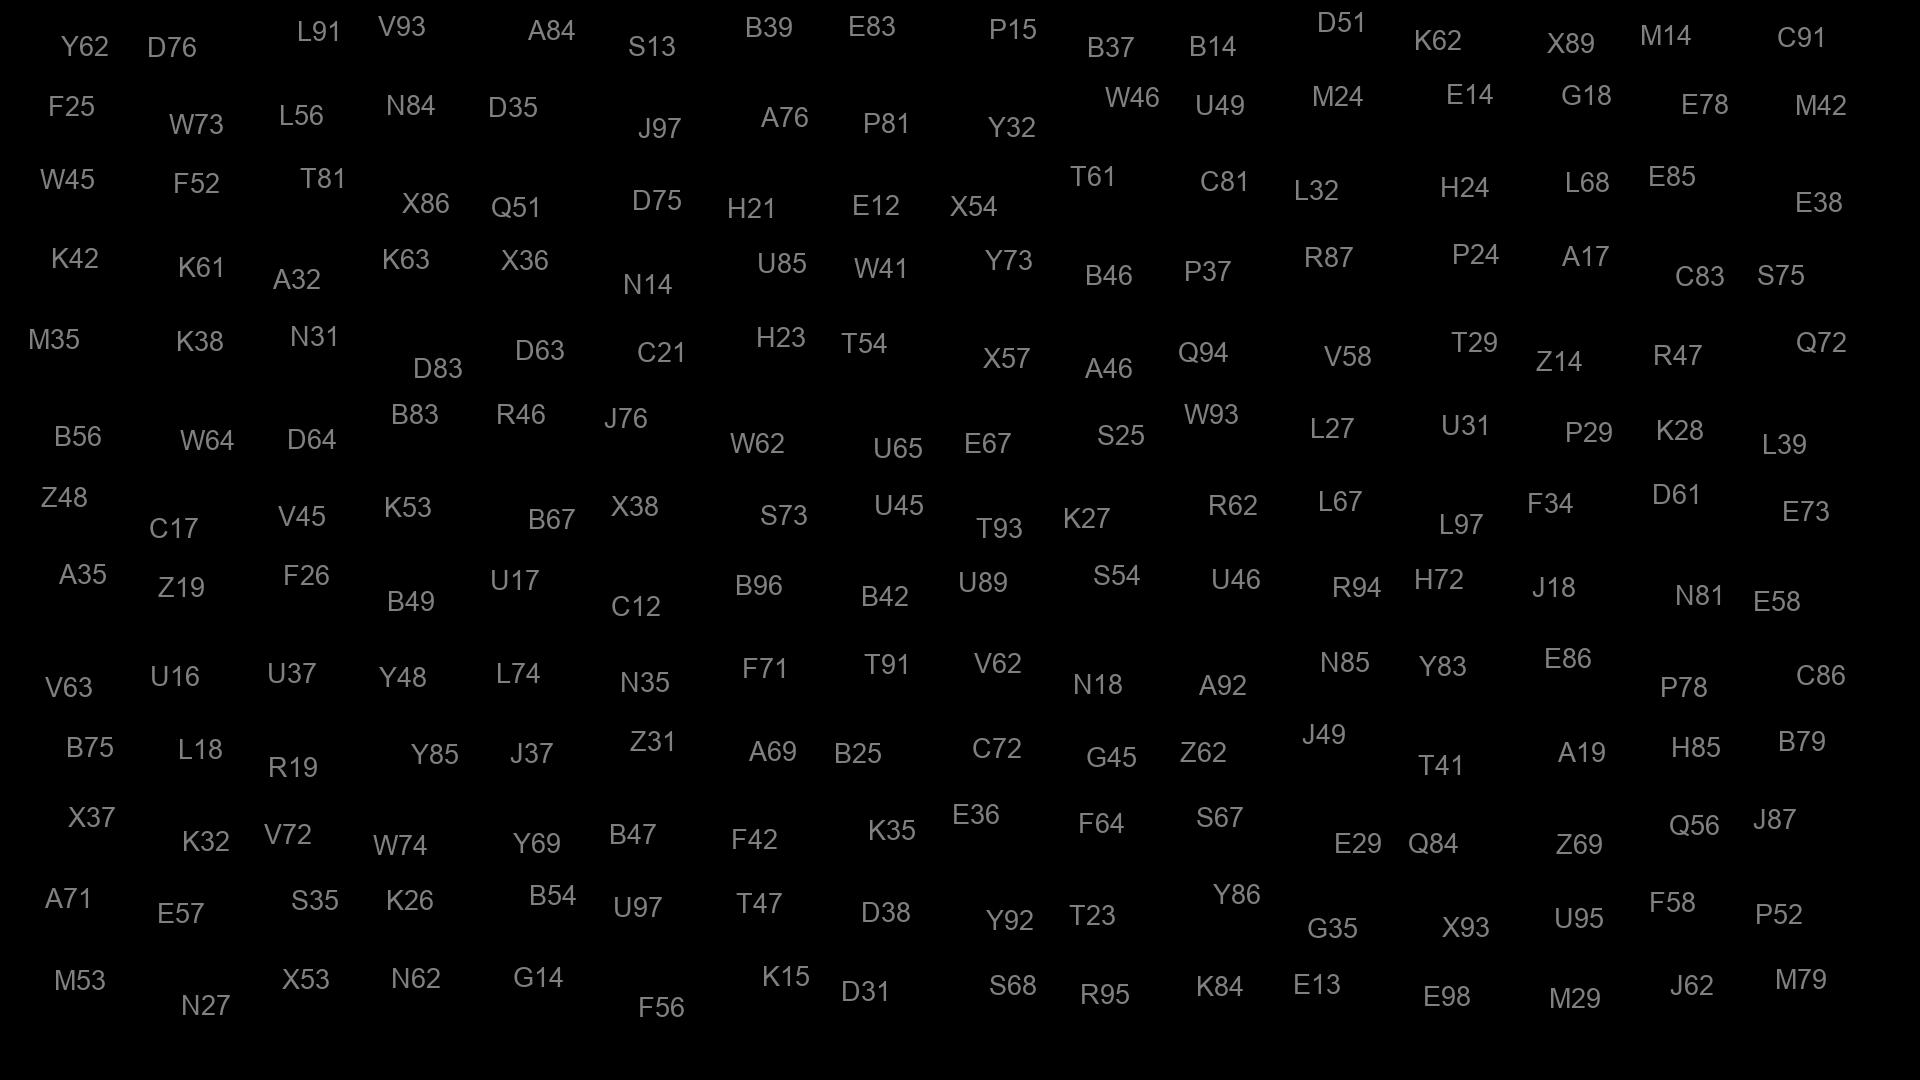 Y62 D76 L91 V93 A84 S13 B39 E83 P15 B37 B14 D51 K62 X89 M14 C91
F25 W73 L56 N84 D35 J97 A76 P81 Y32 W46 U49 M24 E14 G18 E78 M42
W45 F52 T81 X86 Q51 D75 H21 E12 X54 T61 C81 L32 H24 L68 E85 E38
K42 K61 A32 K63 X36 N14 U85 W41 Y73 B46 P37 R87 P24 A17 C83 S75
M35 K38 N31 D83 D63 C21 H23 T54 X57 A46 Q94 V58 T29 Z14 R47 Q72
B56 W64 D64 B83 R46 J76 W62 U65 E67 S25 W93 L27 U31 P29 K28 L39
Z48 C17 V45 K53 B67 X38 S73 U45 T93 K27 R62 L67 L97 F34 D61 E73
A35 Z19 F26 B49 U17 C12 B96 B42 U89 S54 U46 R94 H72 J18 N81 E58
V63 U16 U37 Y48 L74 N35 F71 T91 V62 N18 A92 N85 Y83 E86 P78 C86
B75 L18 R19 Y85 J37 Z31 A69 B25 C72 G45 Z62 J49 T41 A19 H85 B79
X37 K32 V72 W74 Y69 B47 F42 K35 E36 F64 S67 E29 Q84 Z69 Q56 J87
A71 E57 S35 K26 B54 U97 T47 D38 Y92 T23 Y86 G35 X93 U95 F58 P52
M53 N27 X53 N62 G14 F56 K15 D31 S68 R95 K84 E13 E98 M29 J62 M79